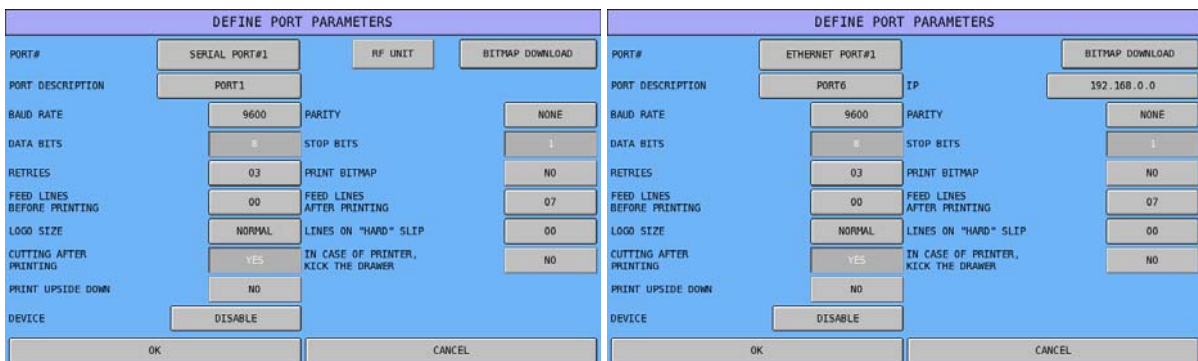 DEFINE PORT PARAMETERS
PORT# SERIAL PORT#1 RF UNIT BITMAP DOWNLOAD
PORT DESCRIPTION PORT1
BAUD RATE 9600 PARITY NONE
DATA BITS 8 STOP BITS 1
RETRIES 03 PRINT BITMAP NO
FEED LINES
BEFORE PRINTING 00 FEED LINES
AFTER PRINTING 07
LOGO SIZE NORMAL LINES ON "HARD" SLIP 00
CUTTING AFTER
PRINTING YES IN CASE OF PRINTER,
KICK THE DRAWER NO
PRINT UPSIDE DOWN NO
DEVICE DISABLE
OK CANCEL
DEFINE PORT PARAMETERS
PORT# ETHERNET PORT#1 BITMAP DOWNLOAD
PORT DESCRIPTION PORT6 IP 192.168.0.0
BAUD RATE 9600 PARITY NONE
DATA BITS 8 STOP BITS 1
RETRIES 03 PRINT BITMAP NO
FEED LINES
BEFORE PRINTING 00 FEED LINES
AFTER PRINTING 07
LOGO SIZE NORMAL LINES ON "HARD" SLIP 00
CUTTING AFTER
PRINTING YES IN CASE OF PRINTER,
KICK THE DRAWER NO
PRINT UPSIDE DOWN NO
DEVICE DISABLE
OK CANCEL